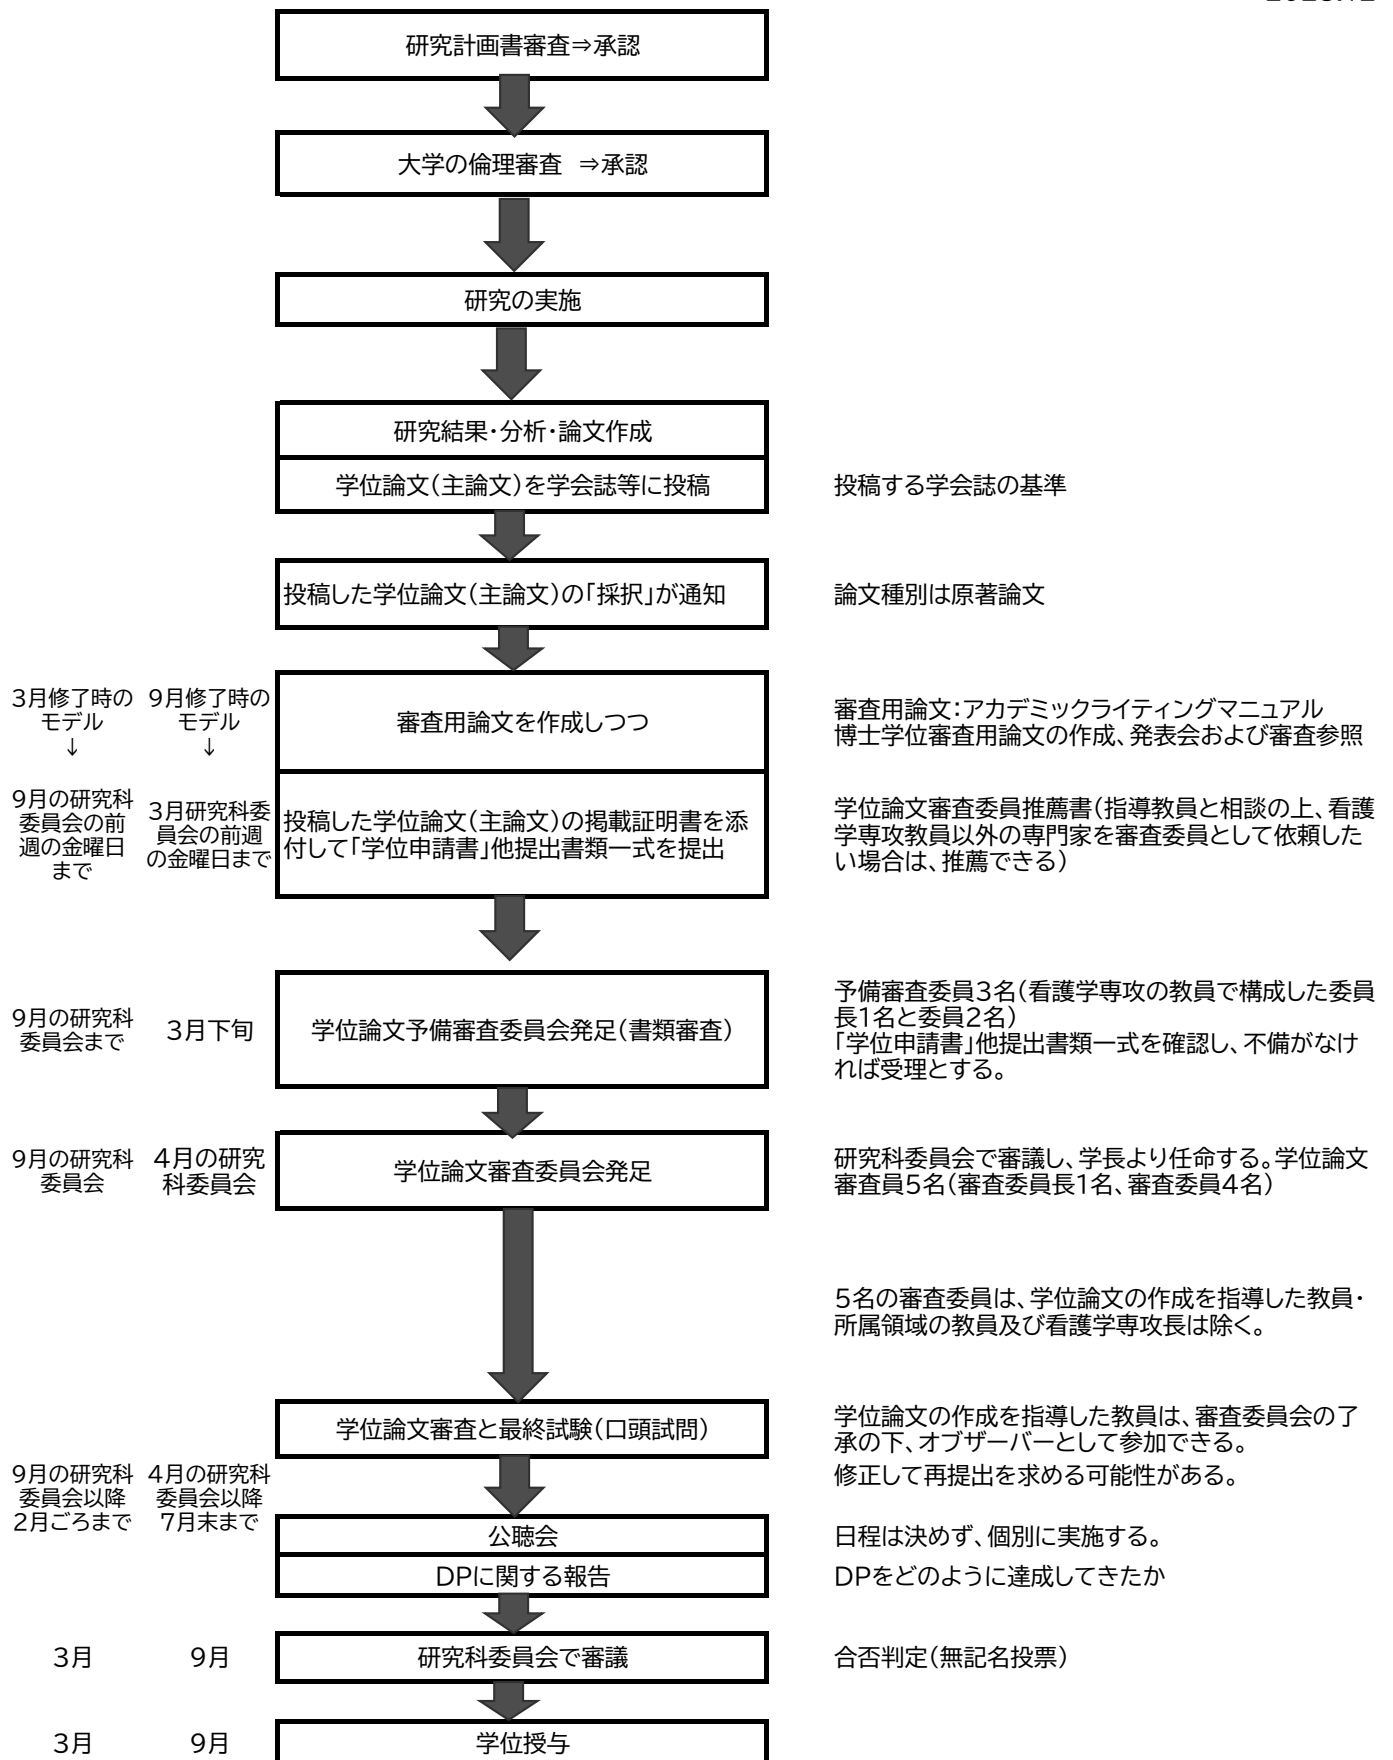 研究計画書審査⇒承認
大学の倫理審査　⇒承認
研究の実施
研究結果・分析・論文作成
学位論文（主論文）を学会誌等に投稿
投稿する学会誌の基準
投稿した学位論文（主論文）の「採択」が通知
論文種別は原著論文
3月修了時の
モデル
↓
9月修了時の
モデル
↓
審査用論文を作成しつつ
審査用論文：アカデミックライティングマニュアル
博士学位審査用論文の作成、発表会および審査参照
9月の研究科
委員会の前
週の金曜日
まで
3月研究科委
員会の前週
の金曜日まで
投稿した学位論文（主論文）の掲載証明書を添
付して「学位申請書」他提出書類一式を提出
学位論文審査委員推薦書（指導教員と相談の上、看護
学専攻教員以外の専門家を審査委員として依頼した
い場合は、推薦できる）
9月の研究科
委員会まで
3月下旬
学位論文予備審査委員会発足（書類審査）
予備審査委員3名（看護学専攻の教員で構成した委員
長1名と委員2名）
「学位申請書」他提出書類一式を確認し、不備がなけ
れば受理とする。
9月の研究科
委員会
4月の研究
科委員会
学位論文審査委員会発足
研究科委員会で審議し、学長より任命する。学位論文
審査員5名（審査委員長1名、審査委員4名）
5名の審査委員は、学位論文の作成を指導した教員・
所属領域の教員及び看護学専攻長は除く。
学位論文審査と最終試験（口頭試問）
学位論文の作成を指導した教員は、審査委員会の了
承の下、オブザーバーとして参加できる。
9月の研究科
委員会以降
2月ごろまで
4月の研究科
委員会以降
7月末まで
修正して再提出を求める可能性がある。
公聴会
日程は決めず、個別に実施する。
DPに関する報告
DPをどのように達成してきたか
3月
9月
研究科委員会で審議
合否判定（無記名投票）
3月
9月
学位授与